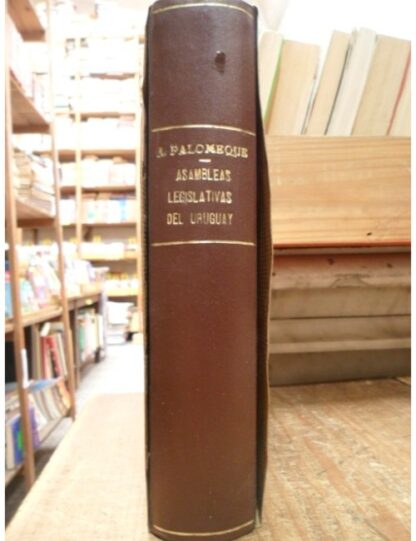 A. PALOMEQUE
ASAMBLEAS
LEGISLATIVAS
DEL URUGUAY